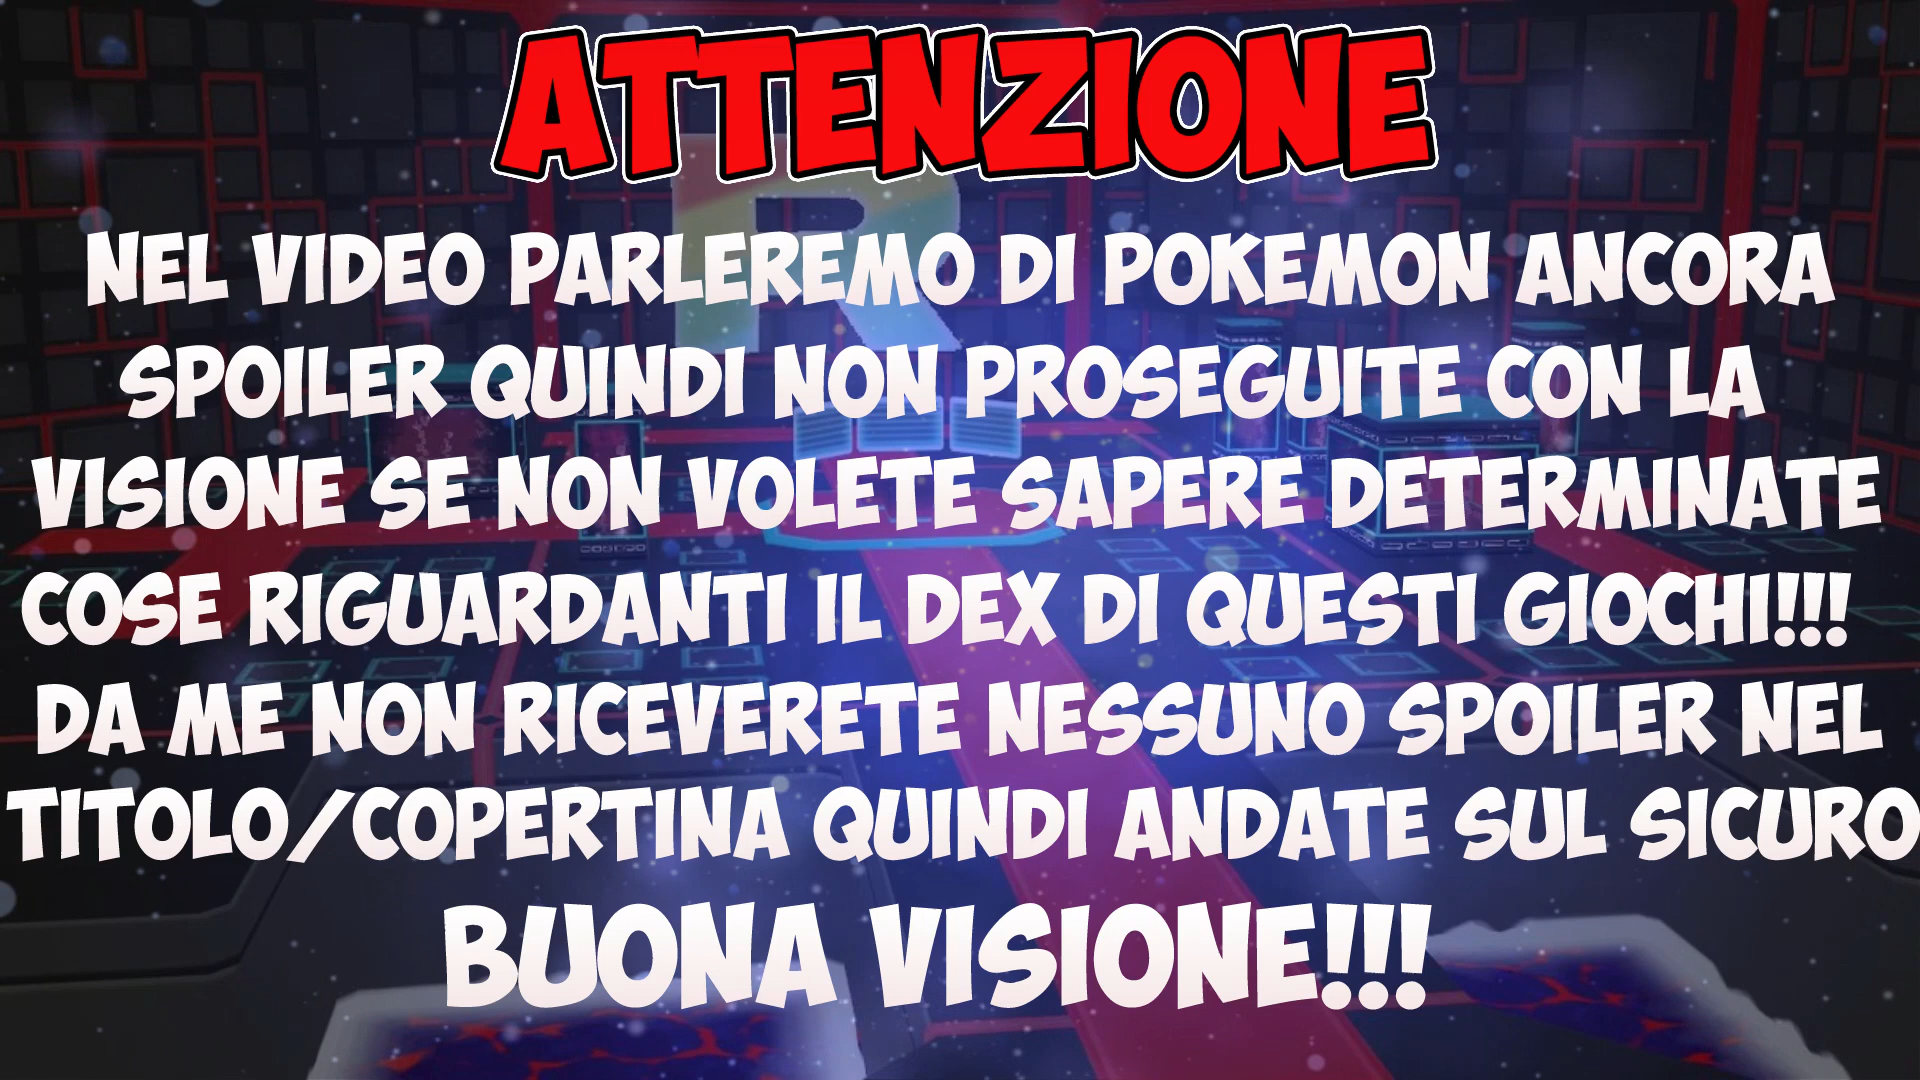 ATTENZIONE
NEL VIDEO PARLEREMO DI POKEMON ANCORA
SPOILER QUINDI NON PROSEGUITE CON LA
VISIONE SE NON VOLETE SAPERE DETERMINATE
COSE RIGUARDANTI IL DEX DI QUESTI GIOCHI!!!
DA ME NON RICEVERETE NESSUNO SPOILER NEL
TITOLO/COPERTINA QUINDI ANDATE SUL SICURO
BUONA VISIONE!!!
R